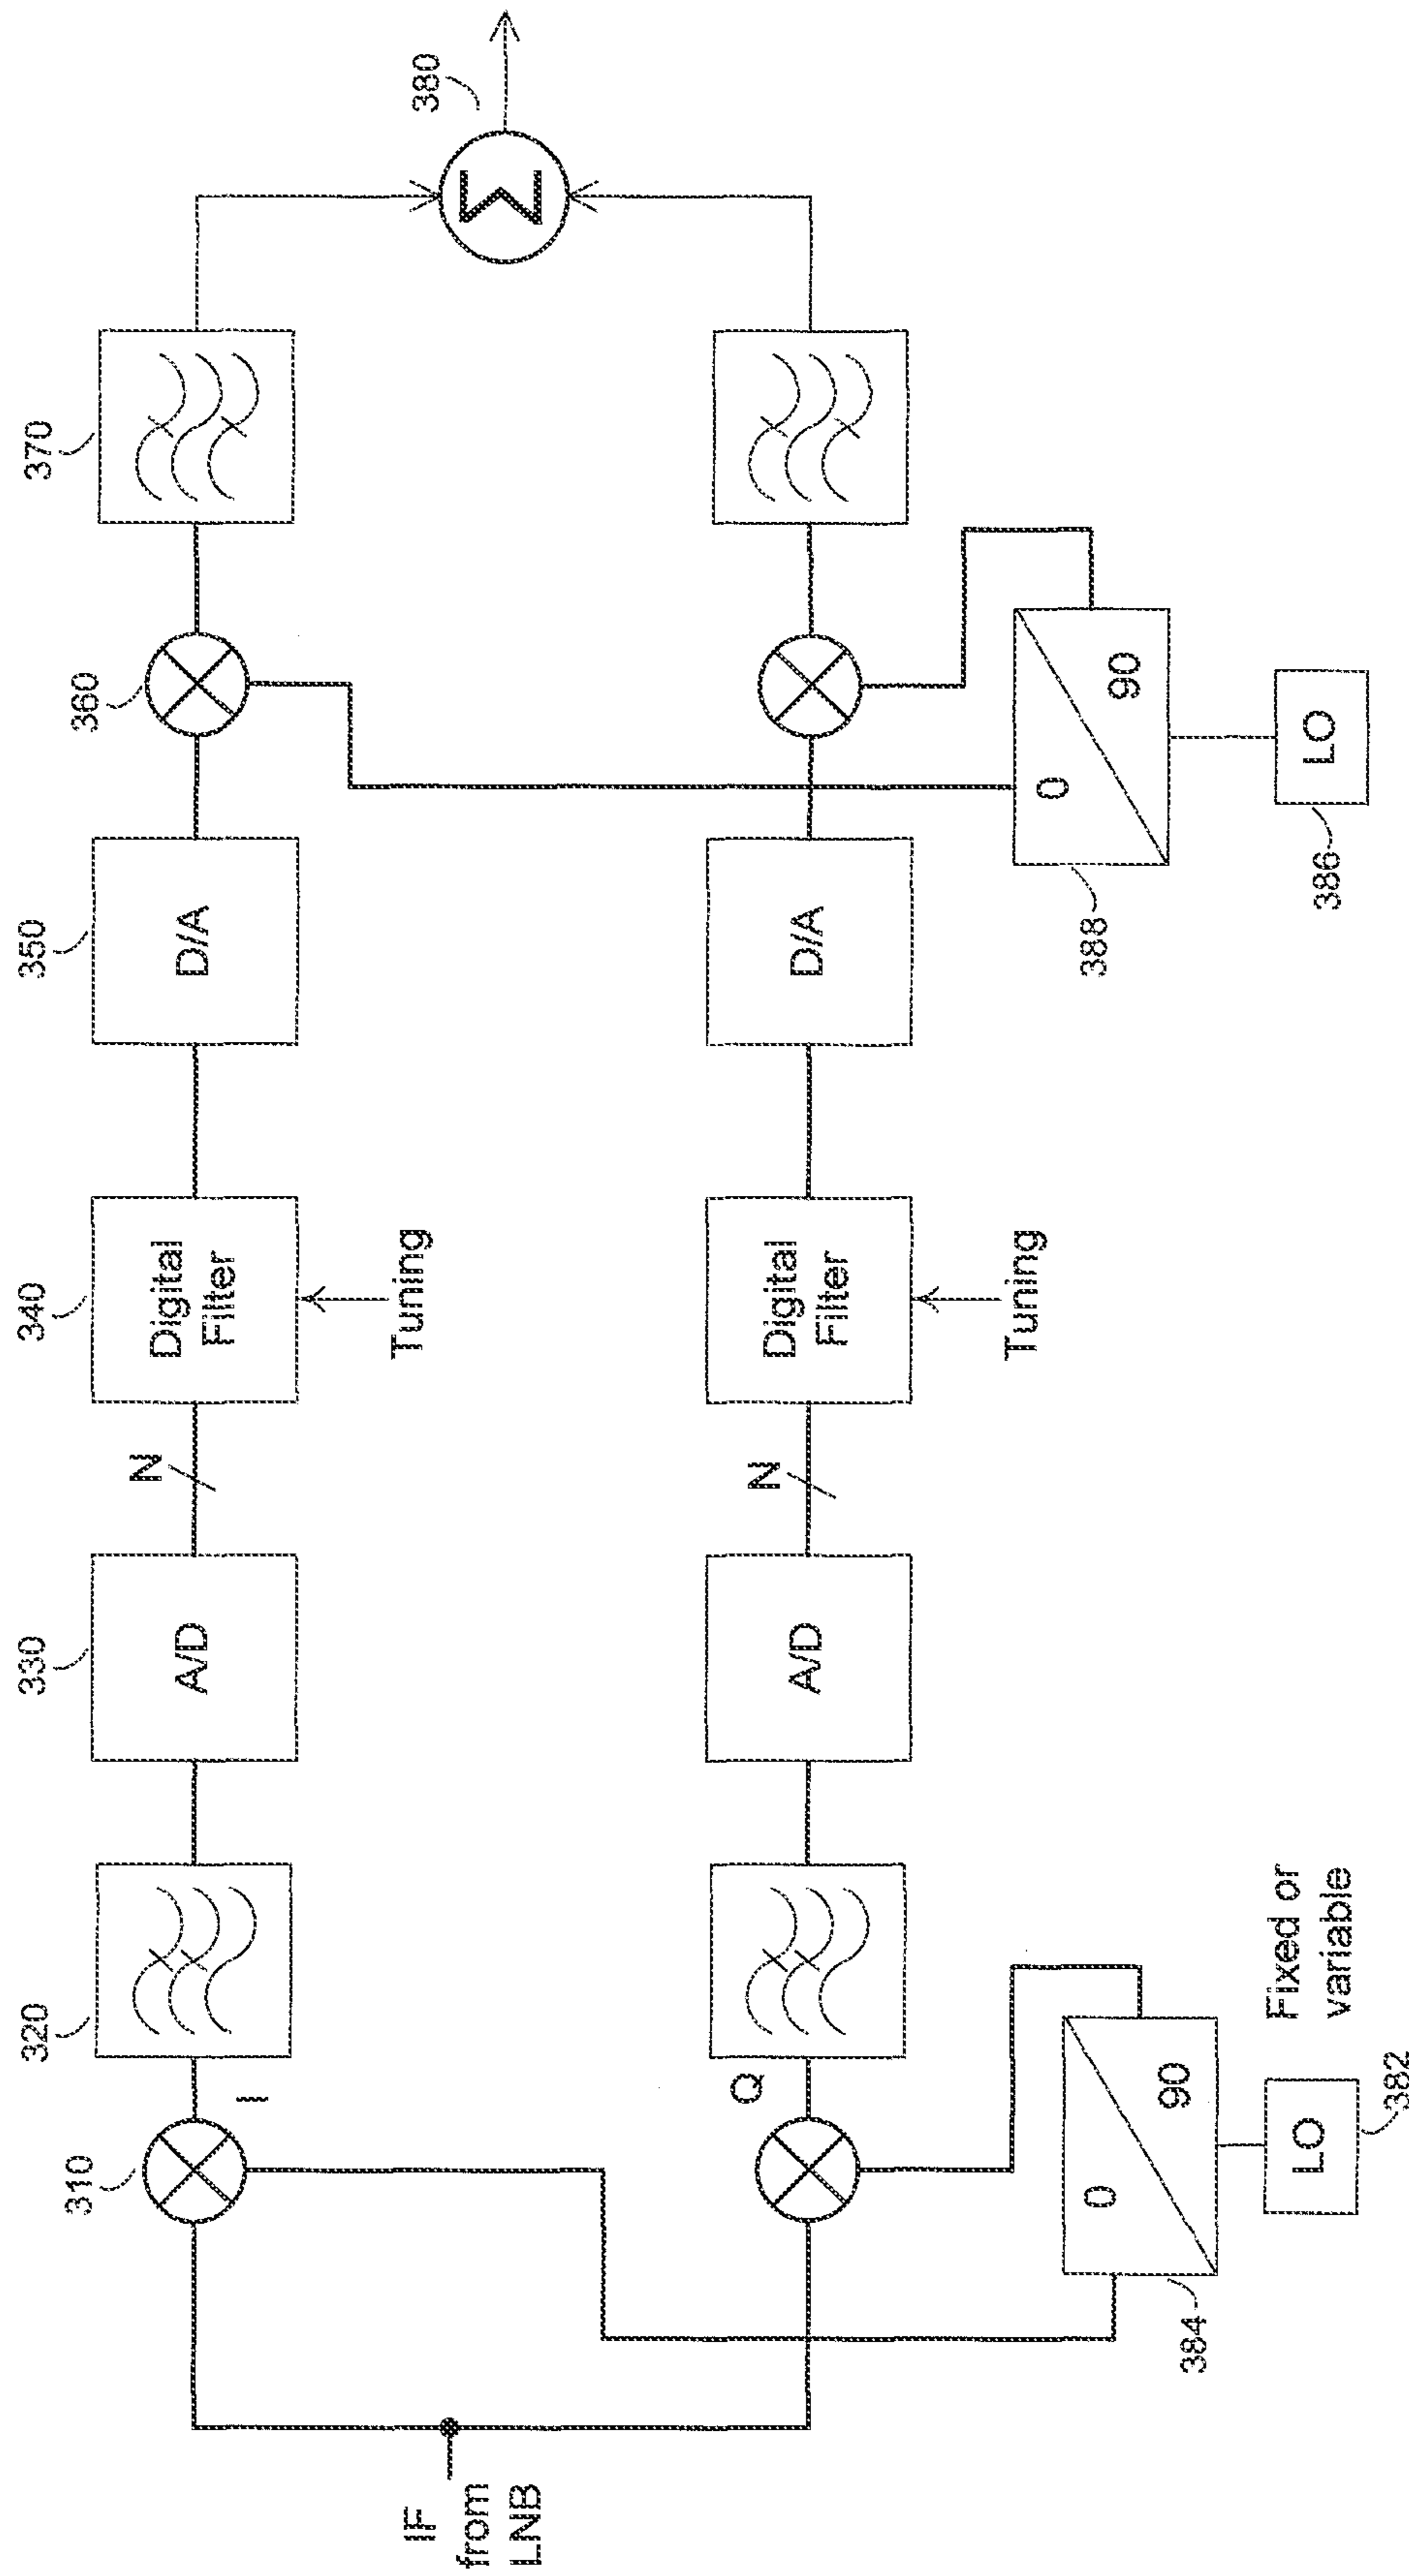 IF
from
LNB
310
I
320
330
A/D
N
340
Digital
Filter
Tuning
350
D/A
360
370
380
Σ
Q
A/D
N
Digital
Filter
Tuning
D/A
384
0
90
LO
382
Fixed or
variable
388
0
90
LO
386